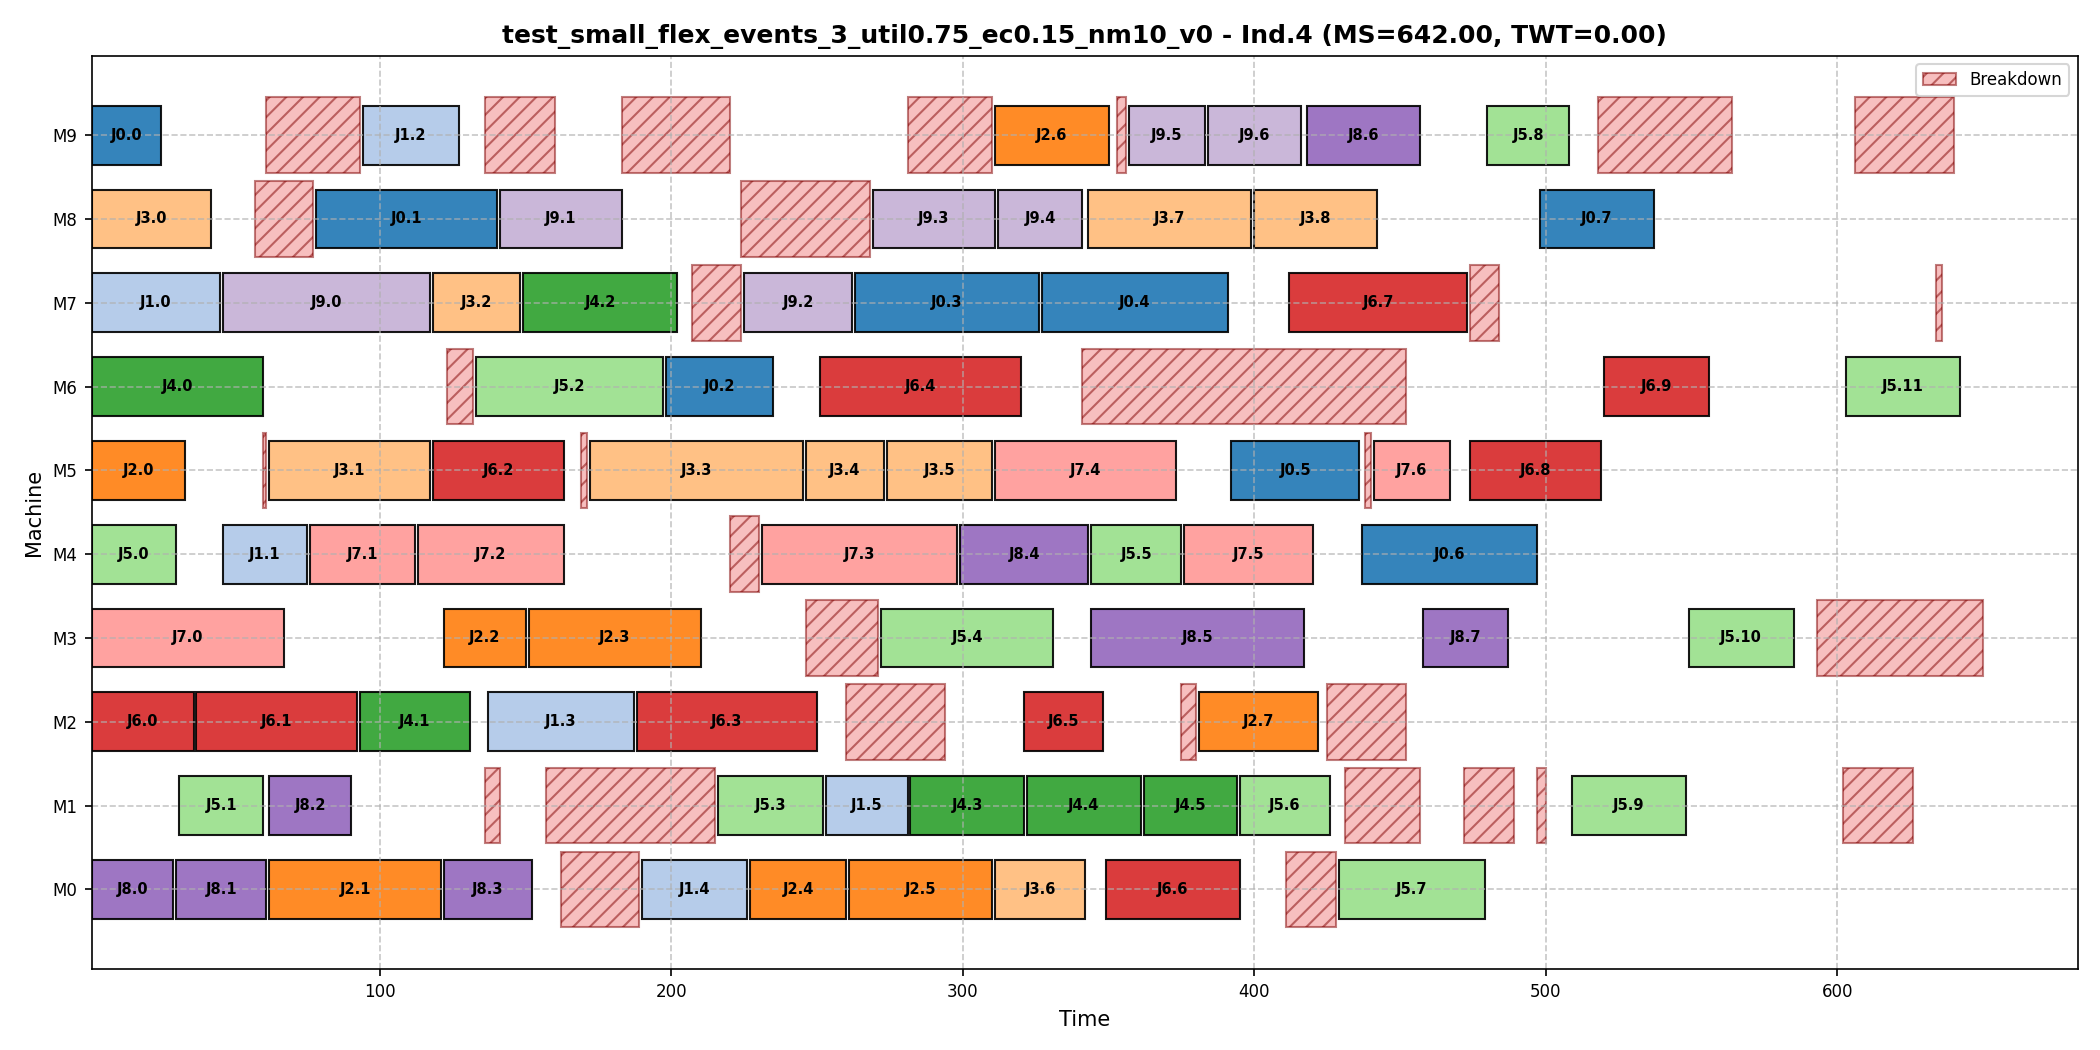 test_small_flex_events_3_util0.75_ec0.15_nm10_v0 - Ind.4 (MS=642.00, TWT=0.00)
Breakdown
M9 J0.0 J1.2 J2.6 J9.5 J9.6 J8.6 J5.8
M8 J3.0 J0.1 J9.1 J9.3 J9.4 J3.7 J3.8 J0.7
M7 J1.0 J9.0 J3.2 J4.2 J9.2 J0.3 J0.4 J6.7
M6 J4.0 J5.2 J0.2 J6.4 J6.9 J5.11
M5 J2.0 J3.1 J6.2 J3.3 J3.4 J3.5 J7.4 J0.5 J7.6 J6.8
M4 J5.0 J1.1 J7.1 J7.2 J7.3 J8.4 J5.5 J7.5 J0.6
M3 J7.0 J2.2 J2.3 J5.4 J8.5 J8.7 J5.10
M2 J6.0 J6.1 J4.1 J1.3 J6.3 J6.5 J2.7
M1 J5.1 J8.2 J5.3 J1.5 J4.3 J4.4 J4.5 J5.6 J5.9
M0 J8.0 J8.1 J2.1 J8.3 J1.4 J2.4 J2.5 J3.6 J6.6 J5.7
Machine
100 200 300 400 500 600
Time